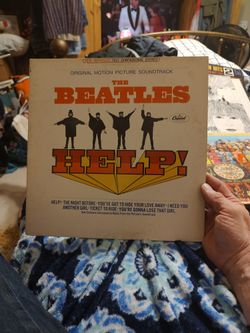 ORIGINAL MOTION PICTURE SOUNDTRACK
THE
BEATLES
Capitol
HELP!
HELP! · THE NIGHT BEFORE · YOU'VE GOT TO HIDE YOUR LOVE AWAY · I NEED YOU
ANOTHER GIRL · TICKET TO RIDE · YOU'RE GONNA LOSE THAT GIRL